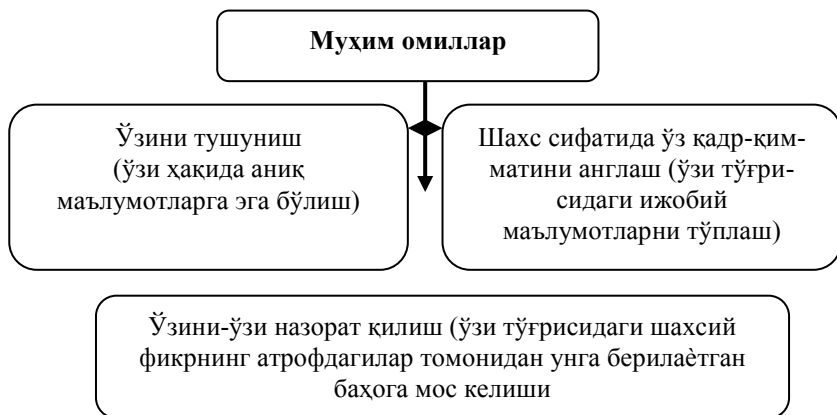 Муҳим омиллар
Ўзини тушуниш
(ўзи ҳақида аниқ
маълумотларга эга бўлиш)
Шахс сифатида ўз қадр-қим-
матини англаш (ўзи тўғри-
сидаги ижобий
маълумотларни тўплаш)
Ўзини-ўзи назорат қилиш (ўзи тўғрисидаги шахсий
фикрнинг атрофдагилар томонидан унга берилаѐтган
баҳога мос келиши